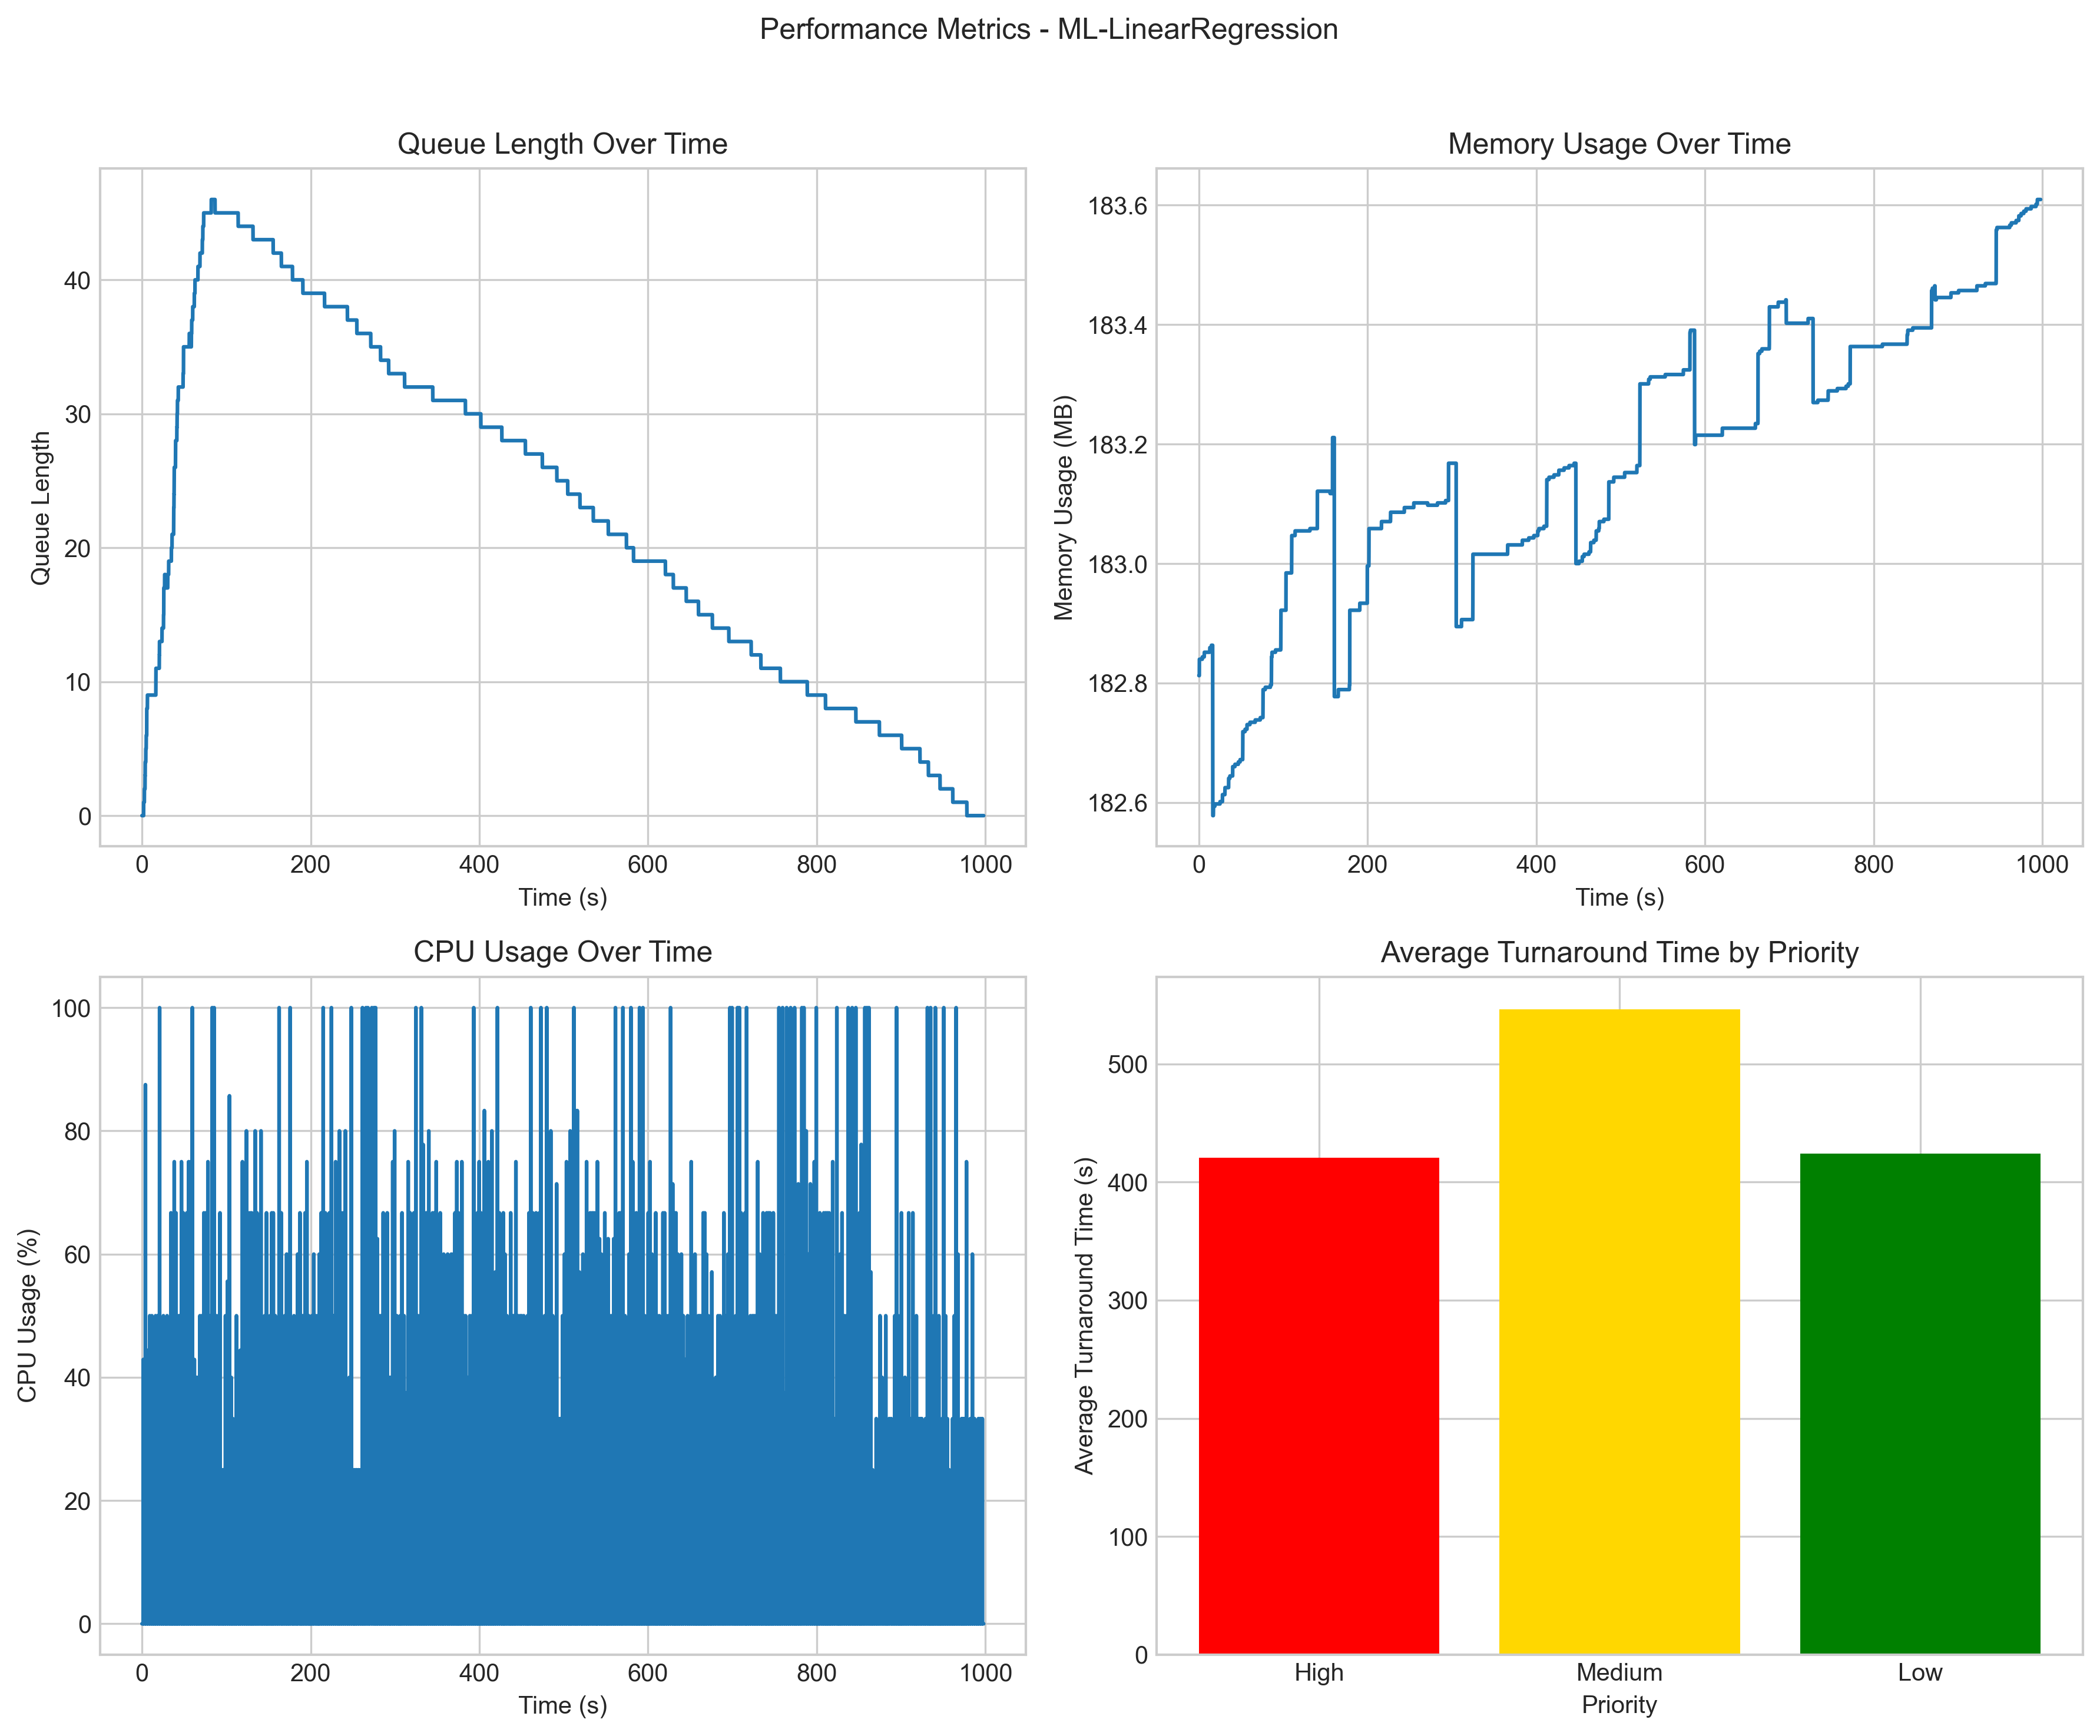 Performance Metrics - ML-LinearRegression
Queue Length Over Time
Queue Length
40
30
20
10
0
0 200 400 600 800 1000
Time (s)
Memory Usage Over Time
Memory Usage (MB)
183.6
183.4
183.2
183.0
182.8
182.6
0 200 400 600 800 1000
Time (s)
CPU Usage Over Time
CPU Usage (%)
100
80
60
40
20
0
0 200 400 600 800 1000
Time (s)
Average Turnaround Time by Priority
Average Turnaround Time (s)
500
400
300
200
100
0
High Medium Low
Priority